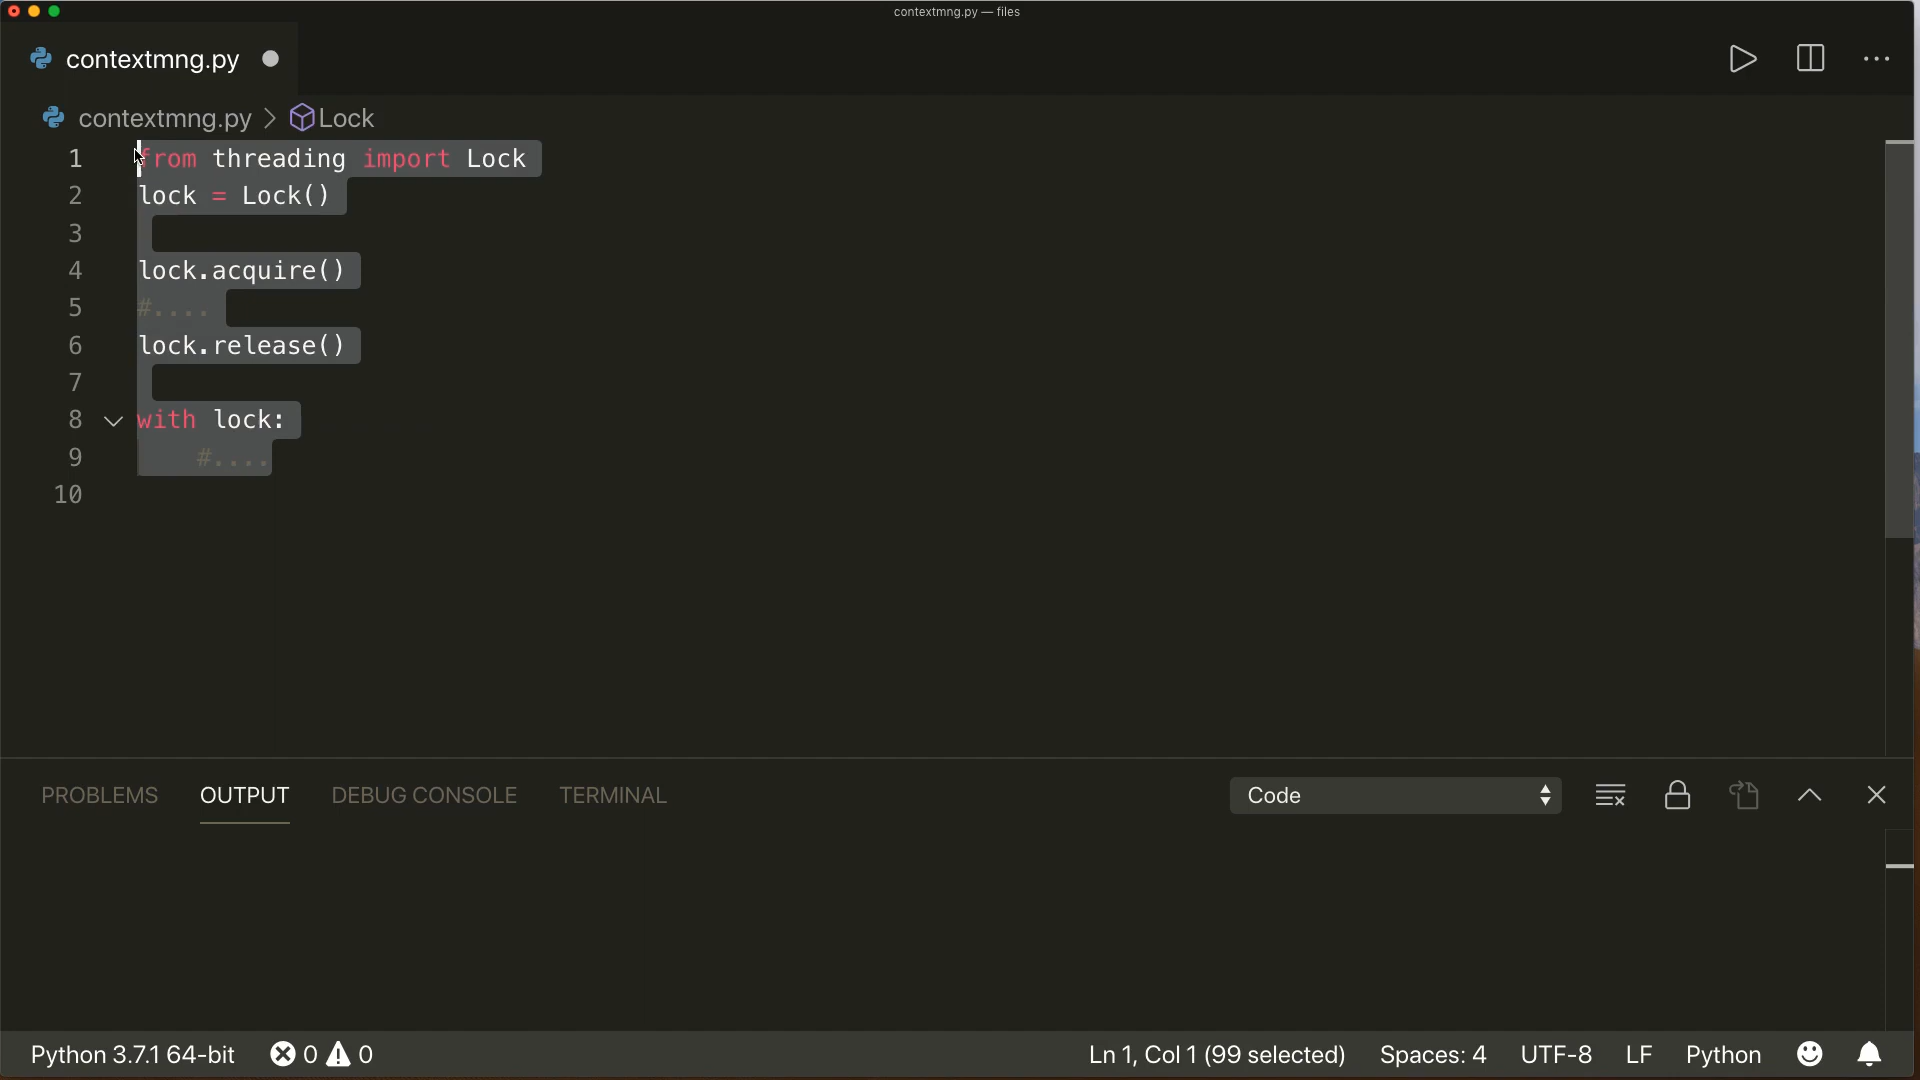 contextmng.py — files
contextmng.py
contextmng.py > Lock
1 from threading import Lock
2 lock = Lock()
3
4 lock.acquire()
5 #....
6 lock.release()
7
8 with lock:
9     #....
10
PROBLEMS OUTPUT DEBUG CONSOLE TERMINAL Code
Python 3.7.1 64-bit 0 0 Ln 1, Col 1 (99 selected) Spaces: 4 UTF-8 LF Python